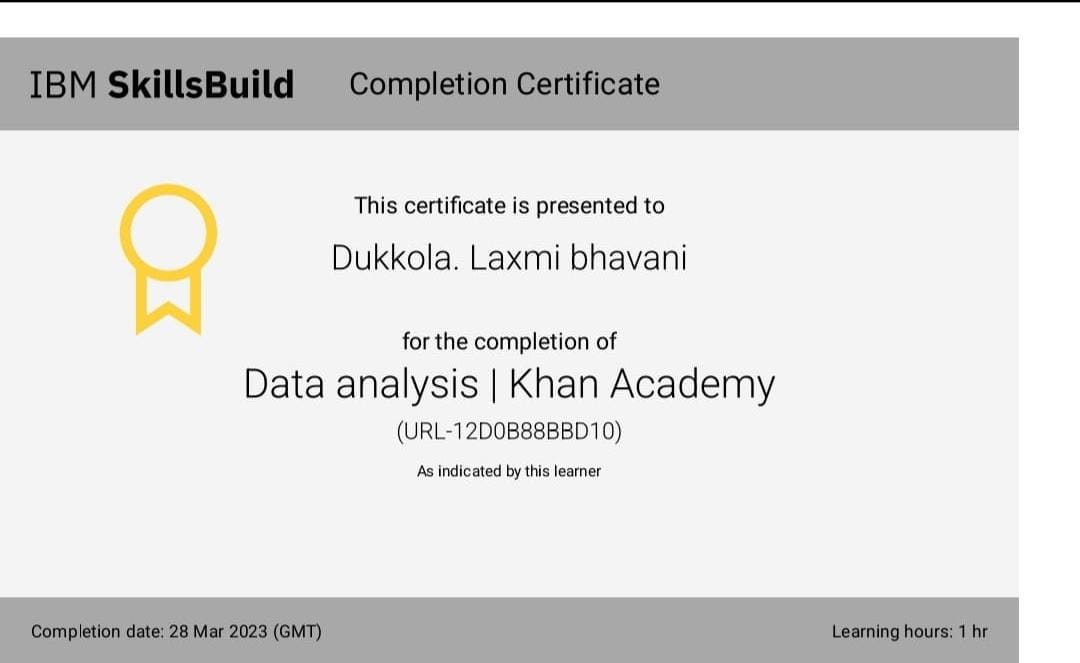 IBM SkillsBuild Completion Certificate
This certificate is presented to
Dukkola. Laxmi bhavani
for the completion of
Data analysis | Khan Academy
(URL-12D0B88BBD10)
As indicated by this learner
Completion date: 28 Mar 2023 (GMT)
Learning hours: 1 hr